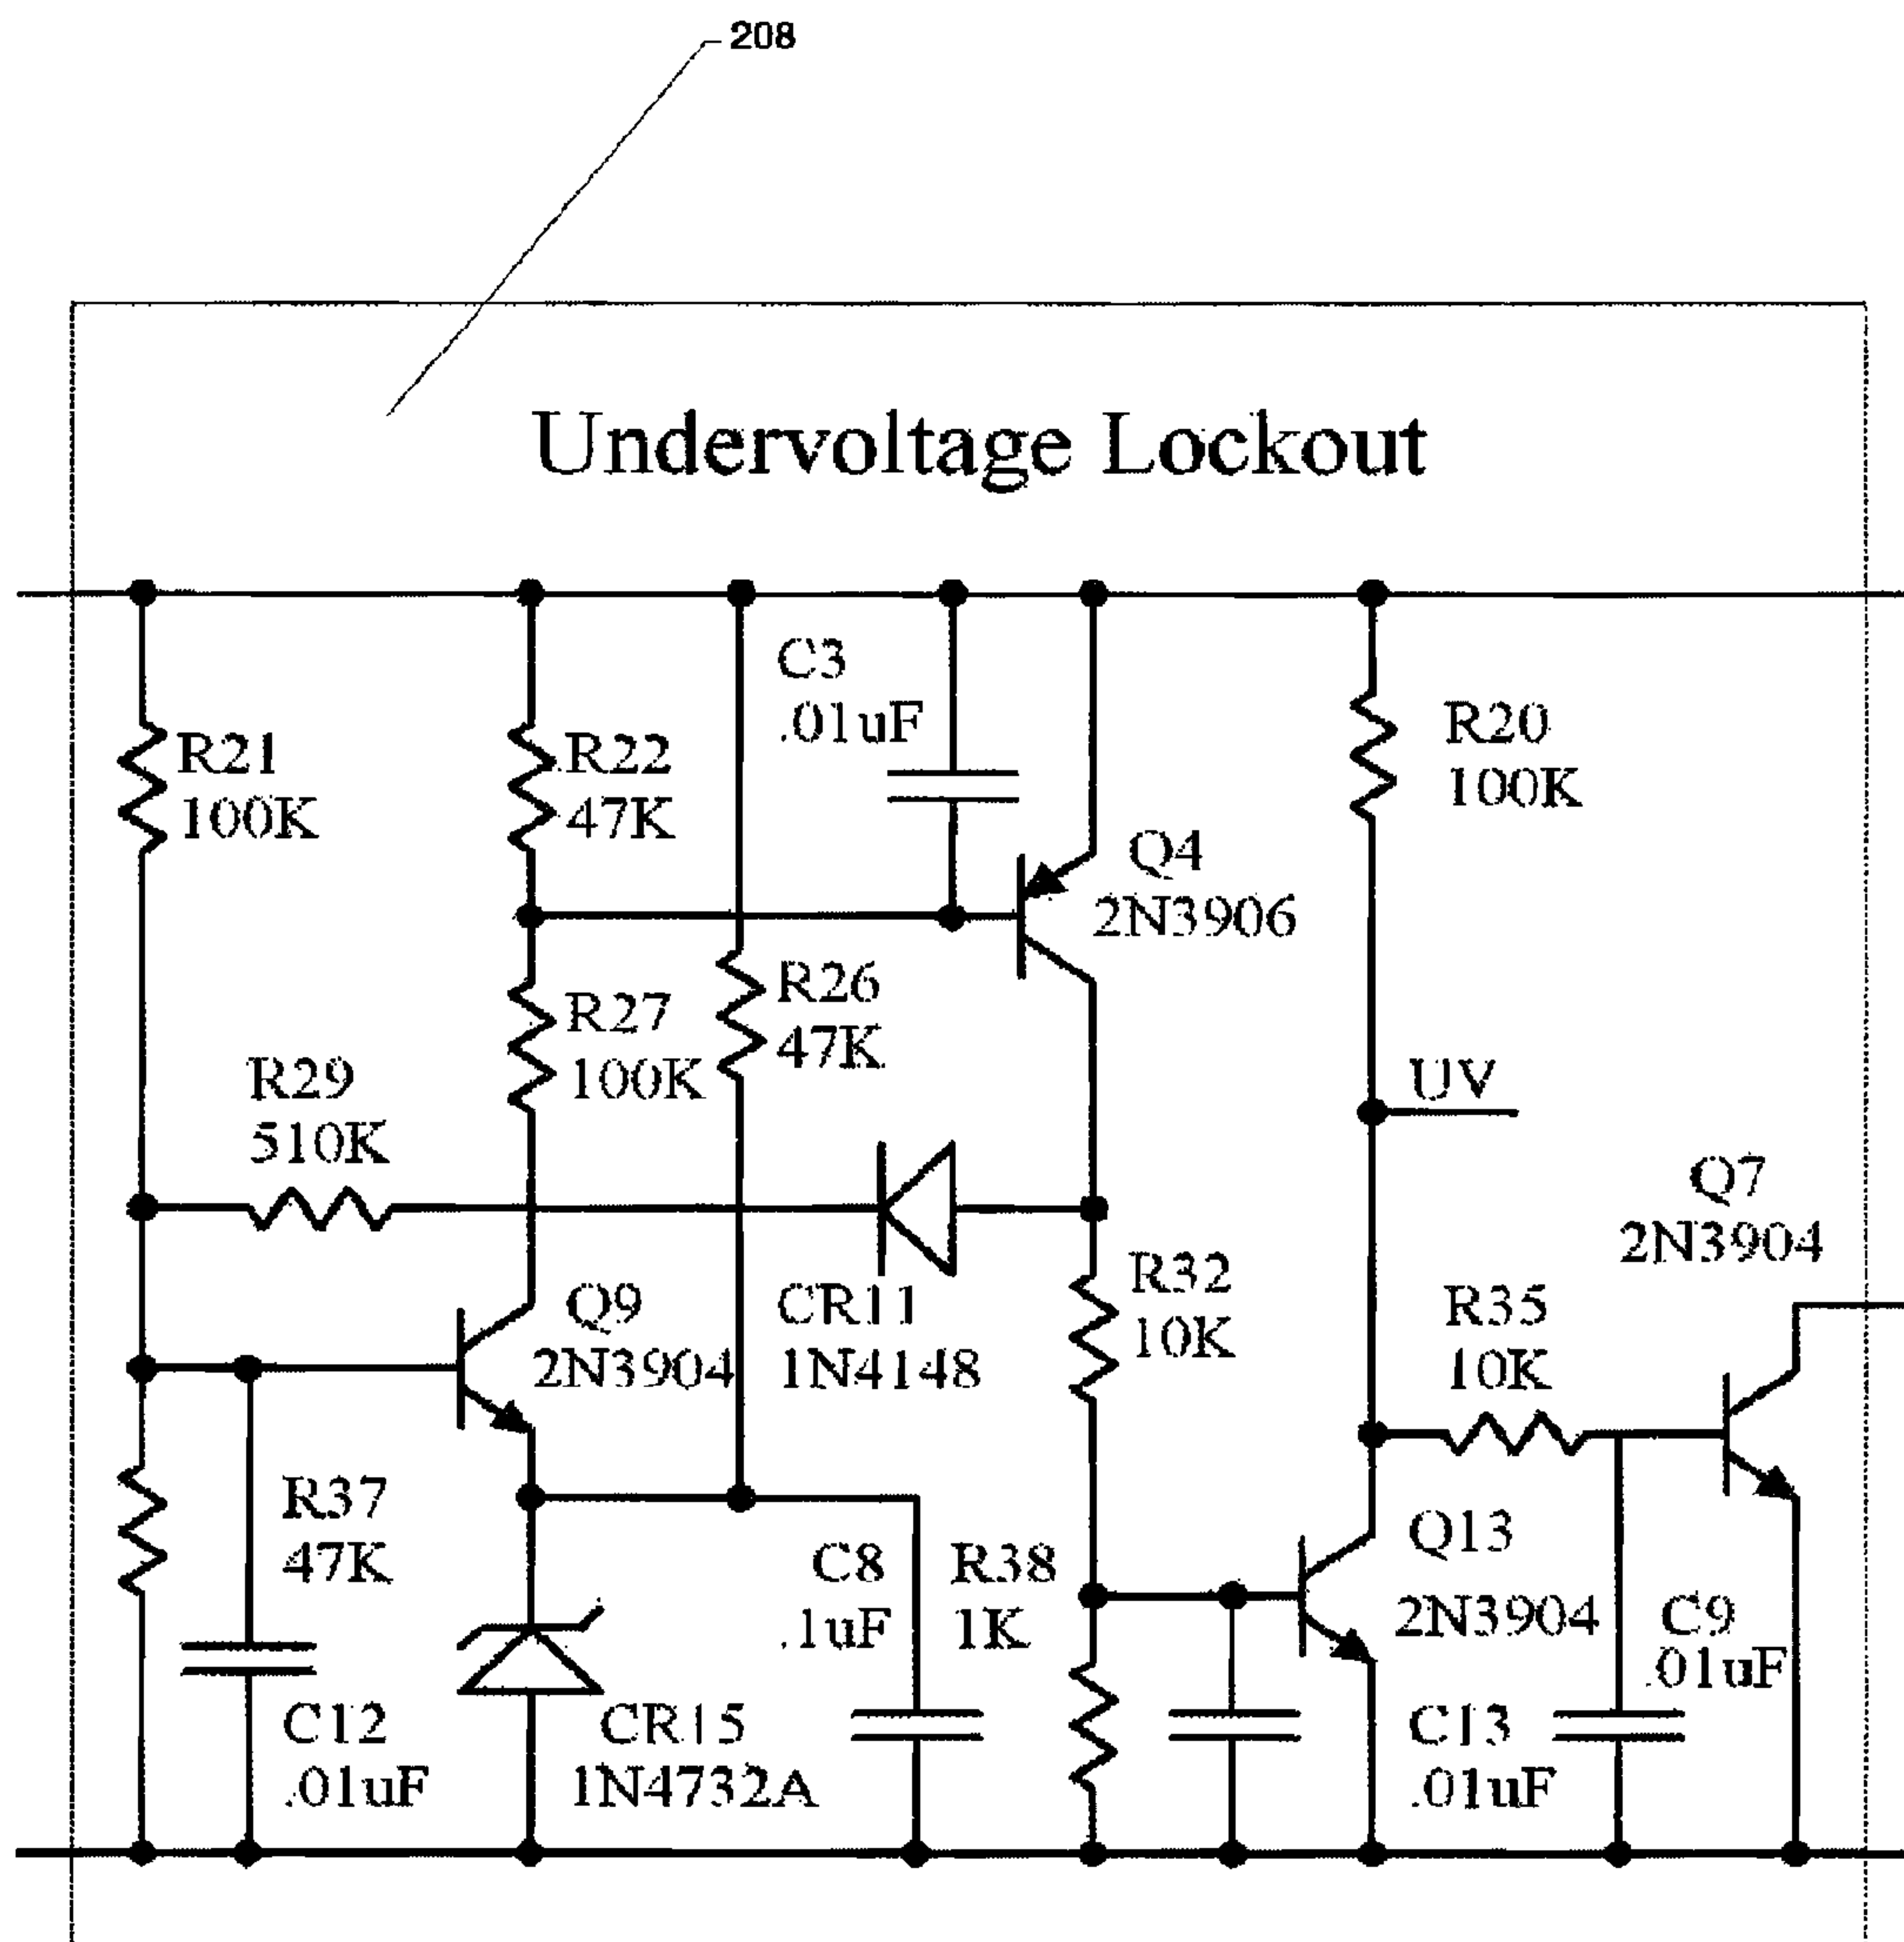 208
Undervoltage Lockout
C3
.01uF
R21
100K
R22
47K
R20
100K
Q4
2N3906
R26
47K
R27
100K
R29
510K
UV
Q7
2N3904
R32
10K
Q9
2N3904
CR11
1N4148
R35
10K
R37
47K
C8
.1uF
R38
1K
Q13
2N3904
C9
.01uF
C12
.01uF
CR15
1N4732A
C13
.01uF